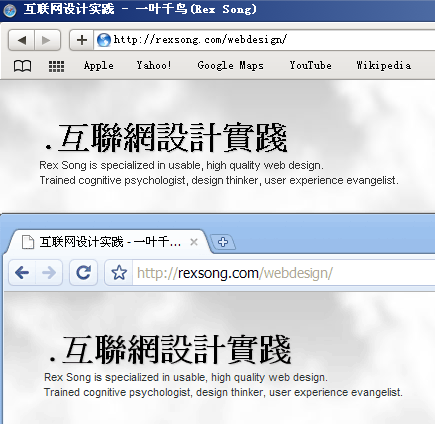 互联网设计实践 - 一叶千鸟(Rex Song)
http://rexsong.com/webdesign/
Apple Yahoo! Google Maps YouTube Wikipedia
.互聯網設計實踐
Rex Song is specialized in usable, high quality web design.
Trained cognitive psychologist, design thinker, user experience evangelist.
互联网设计实践 - 一叶千...
http://rexsong.com/webdesign/
.互聯網設計實踐
Rex Song is specialized in usable, high quality web design.
Trained cognitive psychologist, design thinker, user experience evangelist.